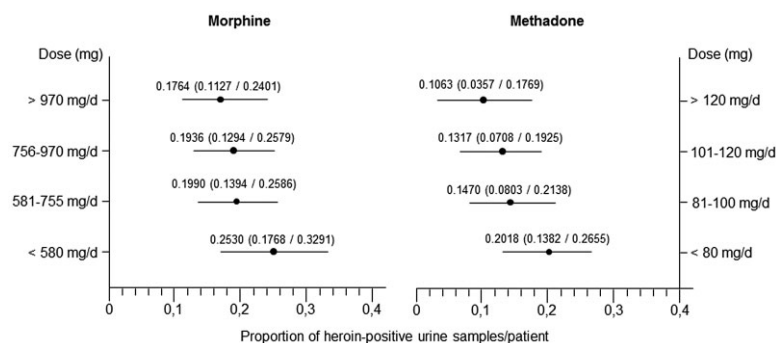 Morphine Methadone
Dose (mg) Dose (mg)
0.1764 (0.1127 / 0.2401) 0.1063 (0.0357 / 0.1769)
> 970 mg/d > 120 mg/d
0.1936 (0.1294 / 0.2579) 0.1317 (0.0708 / 0.1925)
756-970 mg/d 101-120 mg/d
0.1990 (0.1394 / 0.2586) 0.1470 (0.0803 / 0.2138)
581-755 mg/d 81-100 mg/d
0.2530 (0.1768 / 0.3291) 0.2018 (0.1382 / 0.2655)
< 580 mg/d < 80 mg/d
0 0,1 0,2 0,3 0,4 0 0,1 0,2 0,3 0,4
Proportion of heroin-positive urine samples/patient